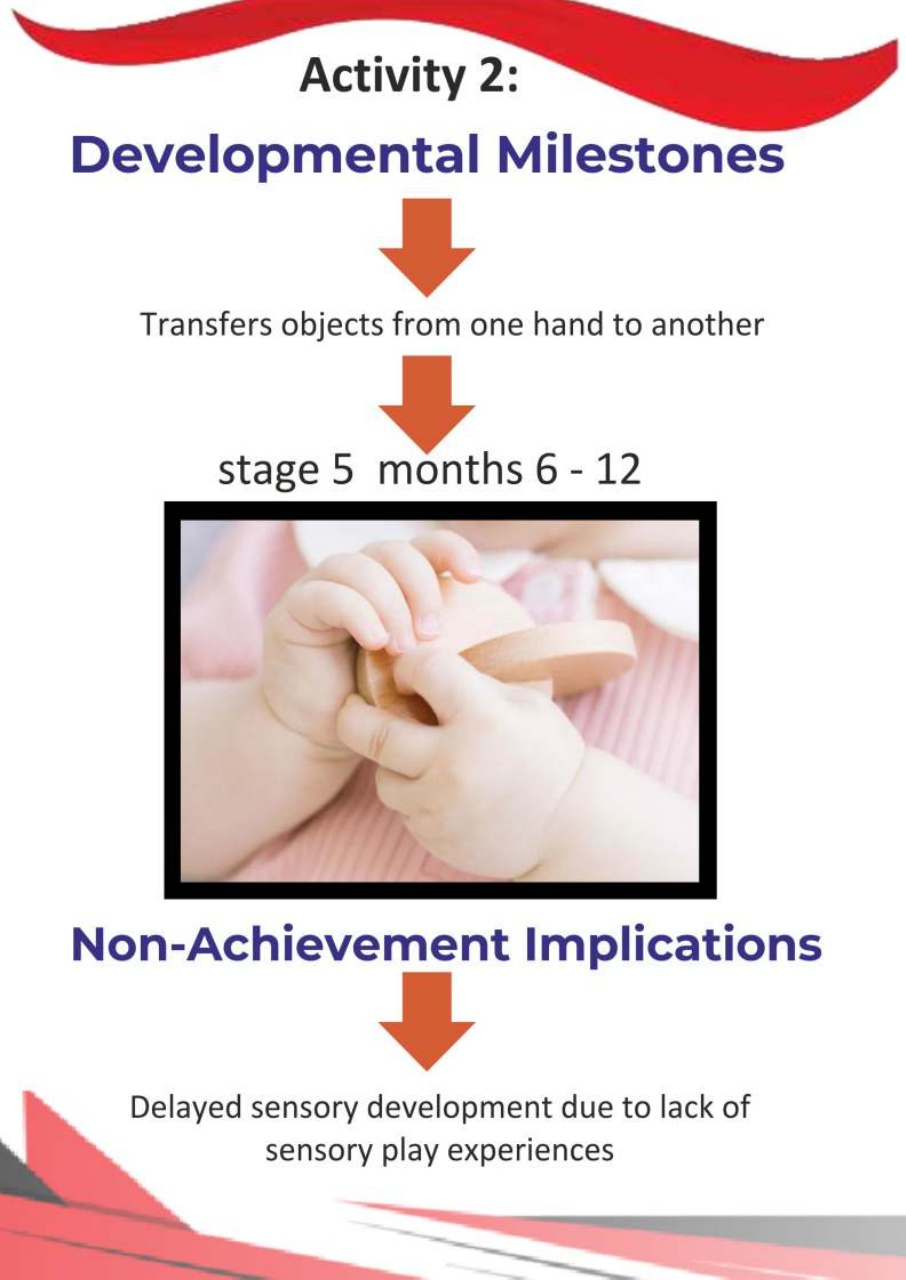 Activity 2:
Developmental Milestones
Transfers objects from one hand to another
stage 5 months 6 - 12
Non-Achievement Implications
Delayed sensory development due to lack of
sensory play experiences